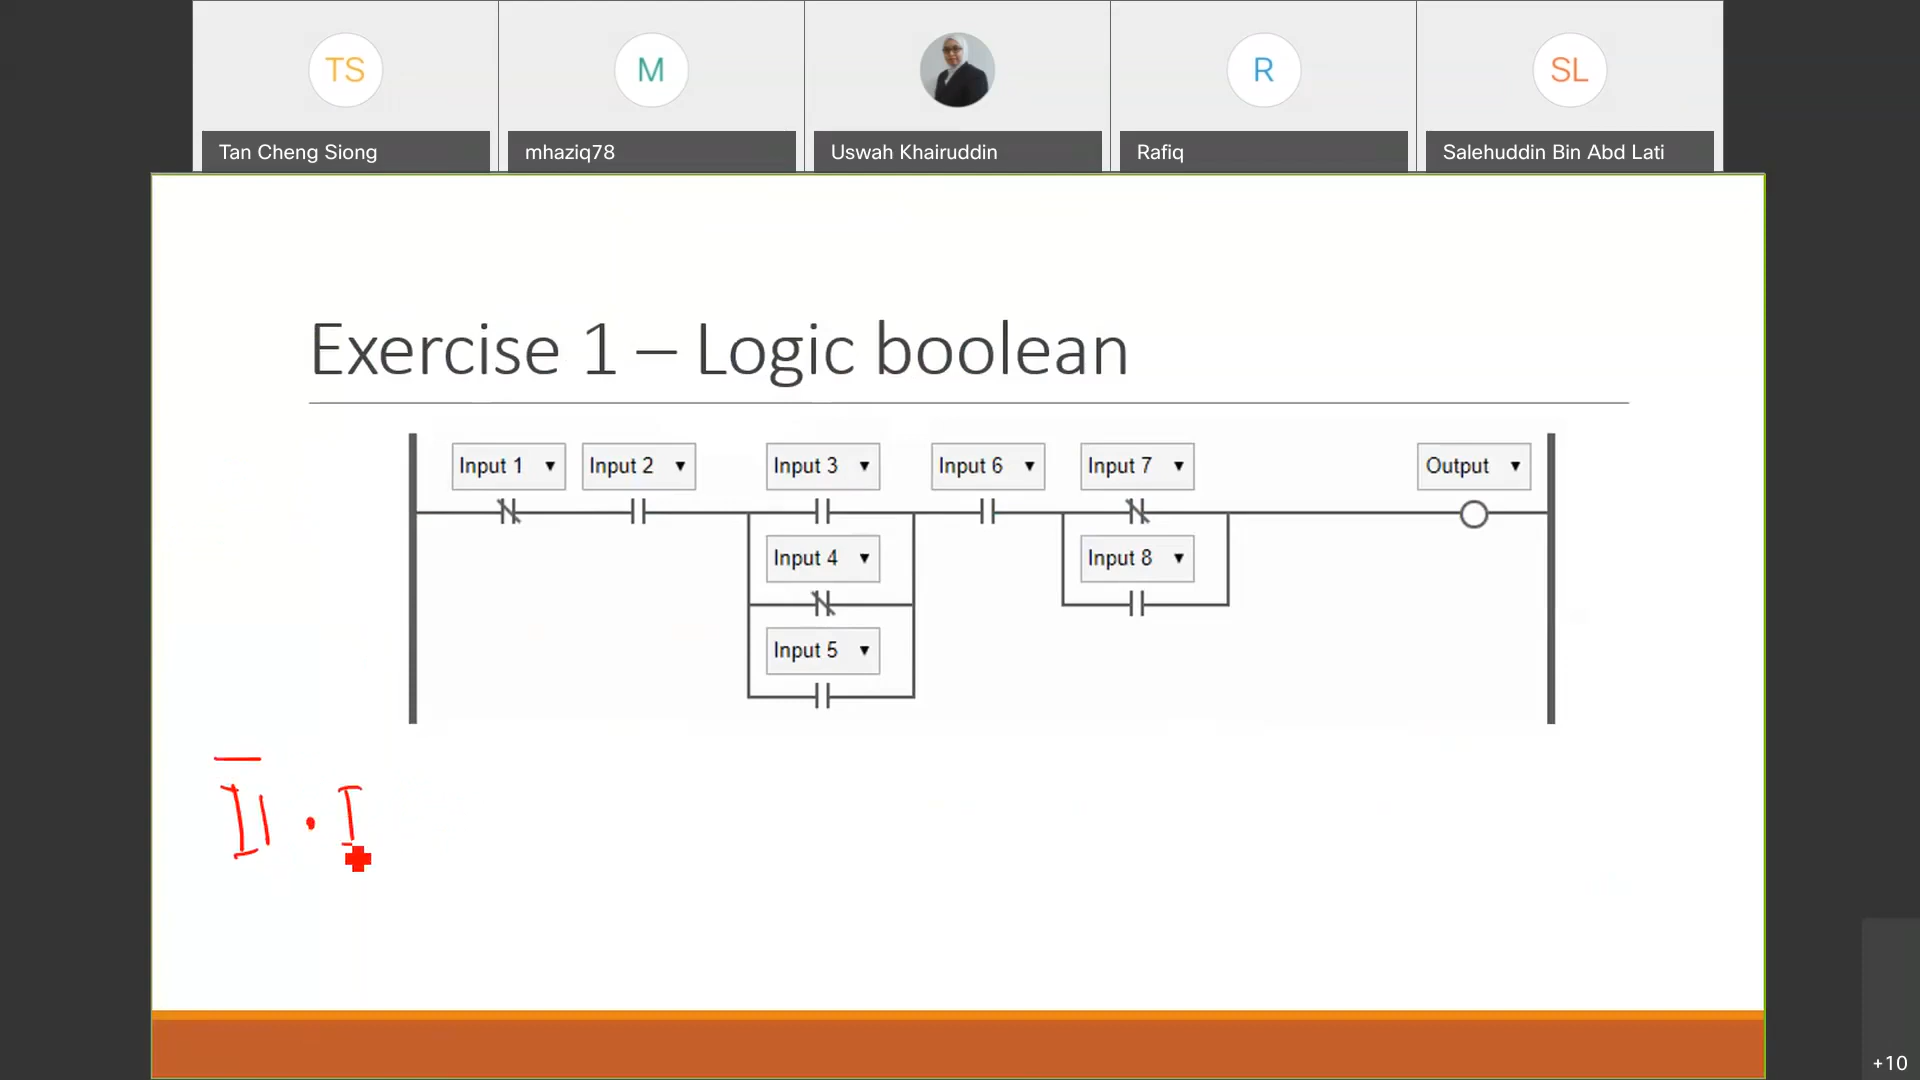 TS M R SL
Tan Cheng Siong mhaziq78 Uswah Khairuddin Rafiq Salehuddin Bin Abd Lati
Exercise 1 – Logic boolean
Input 1 Input 2 Input 3 Input 6 Input 7 Output
Input 4 Input 8
Input 5
I1 · I
+10